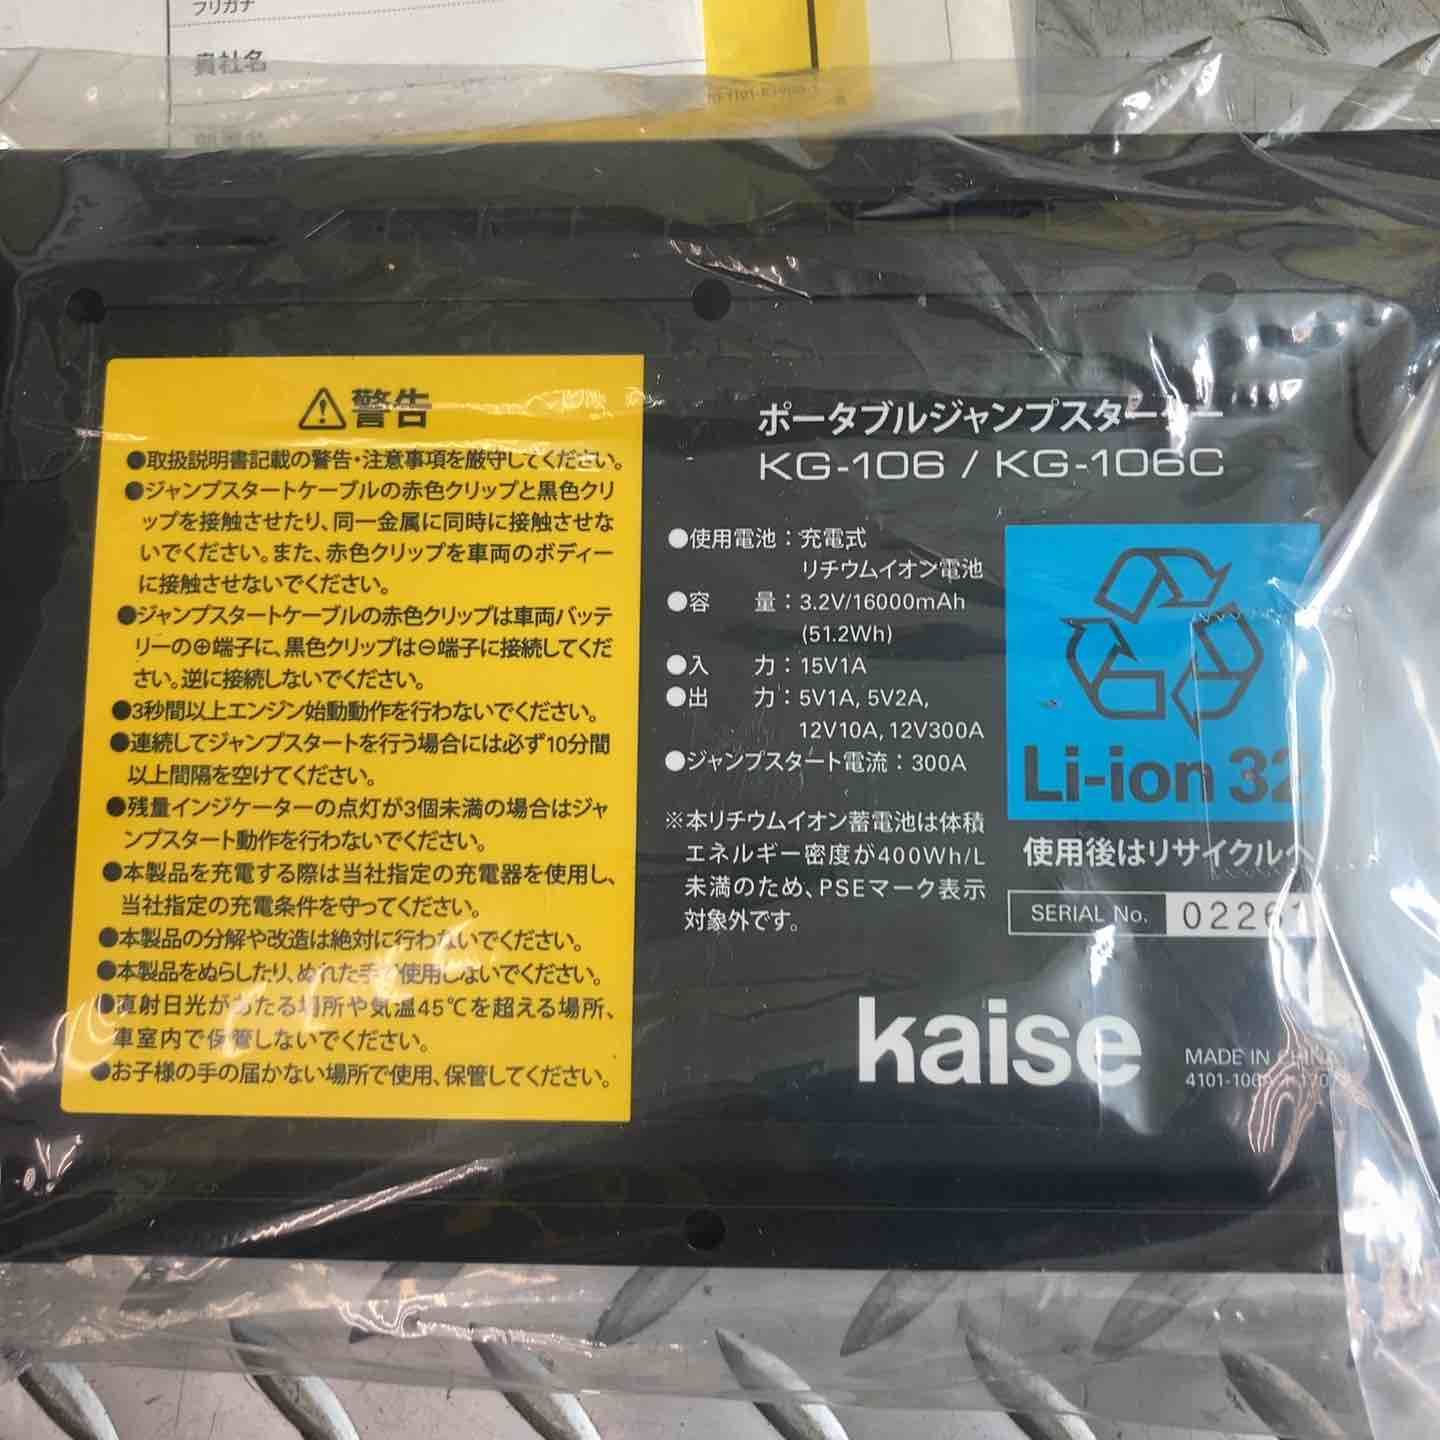 フリガナ
貴社名
警告
●取扱説明書記載の警告・注意事項を厳守してください。
●ジャンプスタートケーブルの赤色クリップと黒色クリ
ップを接触させたり、同一金属に同時に接触させな
いでください。また、赤色クリップを車両のボディー
に接触させないでください。
●ジャンプスタートケーブルの赤色クリップは車両バッテ
リーの⊕端子に、黒色クリップは⊖端子に接続してくだ
さい。逆に接続しないでください。
●3秒間以上エンジン始動動作を行わないでください。
●連続してジャンプスタートを行う場合には必ず10分間
以上間隔を空けてください。
●残量インジケーターの点灯が3個未満の場合はジャ
ンプスタート動作を行わないでください。
●本製品を充電する際は当社指定の充電器を使用し、
当社指定の充電条件を守ってください。
●本製品の分解や改造は絶対に行わないでください。
●本製品をぬらしたり、ぬれた手で使用しないでください。
●直射日光があたる場所や気温45℃を超える場所、
車室内で保管しないでください。
●お子様の手の届かない場所で使用、保管してください。
ポータブルジャンプスターター
KG-106 / KG-106C
●使用電池：充電式
リチウムイオン電池
●容 量：3.2V/16000mAh
(51.2Wh)
●入 力：15V1A
●出 力：5V1A, 5V2A,
12V10A, 12V300A
●ジャンプスタート電流：300A
※本リチウムイオン蓄電池は体積
エネルギー密度が400Wh/L
未満のため、PSEマーク表示
対象外です。
Li-ion 32
使用後はリサイクルへ
SERIAL No. 02261
kaise
MADE IN CHINA